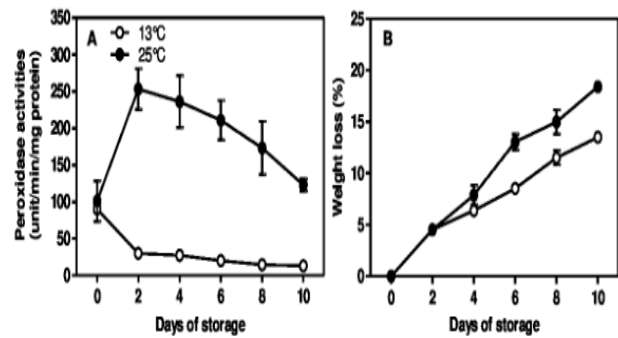 A
13ºC
25ºC
Peroxidase activities
(unit/min/mg protein)
350
300
250
200
150
100
50
0
0 2 4 6 8 10
Days of storage
B
Weight loss (%)
25
20
15
10
5
0
0 2 4 6 8 10
Days of storage